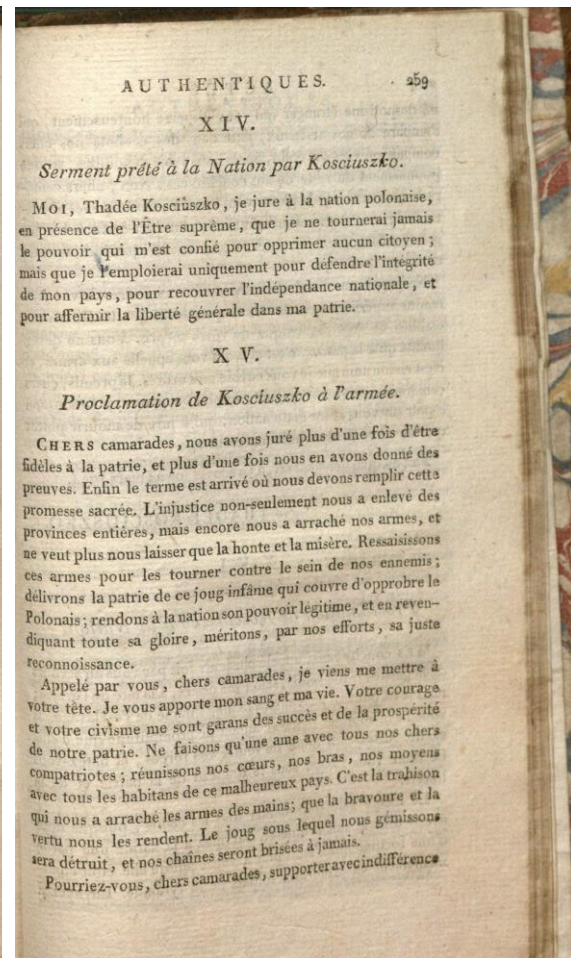 AUTHENTIQUES. 259
XIV.
Serment prété à la Nation par Kosciuszko.
MOI, Thadée Kosciuszko, je jure à la nation polonaise,
en présence de l'Être suprême, que je ne tournerai jamais
le pouvoir qui m'est confié pour opprimer aucun citoyen ;
mais que je l'emploierai uniquement pour défendre l'intégrité
de mon pays, pour recouvrer l'indépendance nationale, et
pour affermir la liberté générale dans ma patrie.
XV.
Proclamation de Kosciuszko à l'armée.
CHERS camarades, nous avons juré plus d'une fois d'être
fidèles à la patrie, et plus d'une fois nous en avons donné des
preuves. Enfin le terme est arrivé où nous devons remplir cette
promesse sacrée. L'injustice non-seulement nous a enlevé des
provinces entières, mais encore nous a arraché nos armes, et
ne veut plus nous laisser que la honte et la misère. Ressaisissons
ces armes pour les tourner contre le sein de nos ennemis ;
délivrons la patrie de ce joug infâme qui couvre d'opprobre le
Polonais ; rendons à la nation son pouvoir légitime, et en reven-
diquant toute sa gloire, méritons, par nos efforts, sa juste
reconnoissance.
Appelé par vous, chers camarades, je viens me mettre à
votre tête. Je vous apporte mon sang et ma vie. Votre courage
et votre civisme me sont garans des succès et de la prospérité
de notre patrie. Ne faisons qu'une ame avec tous nos chers
compatriotes ; réunissons nos cœurs, nos bras, nos moyens
avec tous les habitans de ce malheureux pays. C'est la trahison
qui nous a arraché les armes des mains ; que la bravoure et la
vertu nous les rendent. Le joug sous lequel nous gémissons
sera détruit, et nos chaînes seront brisées à jamais.
Pourriez-vous, chers camarades, supporter avec indifférence